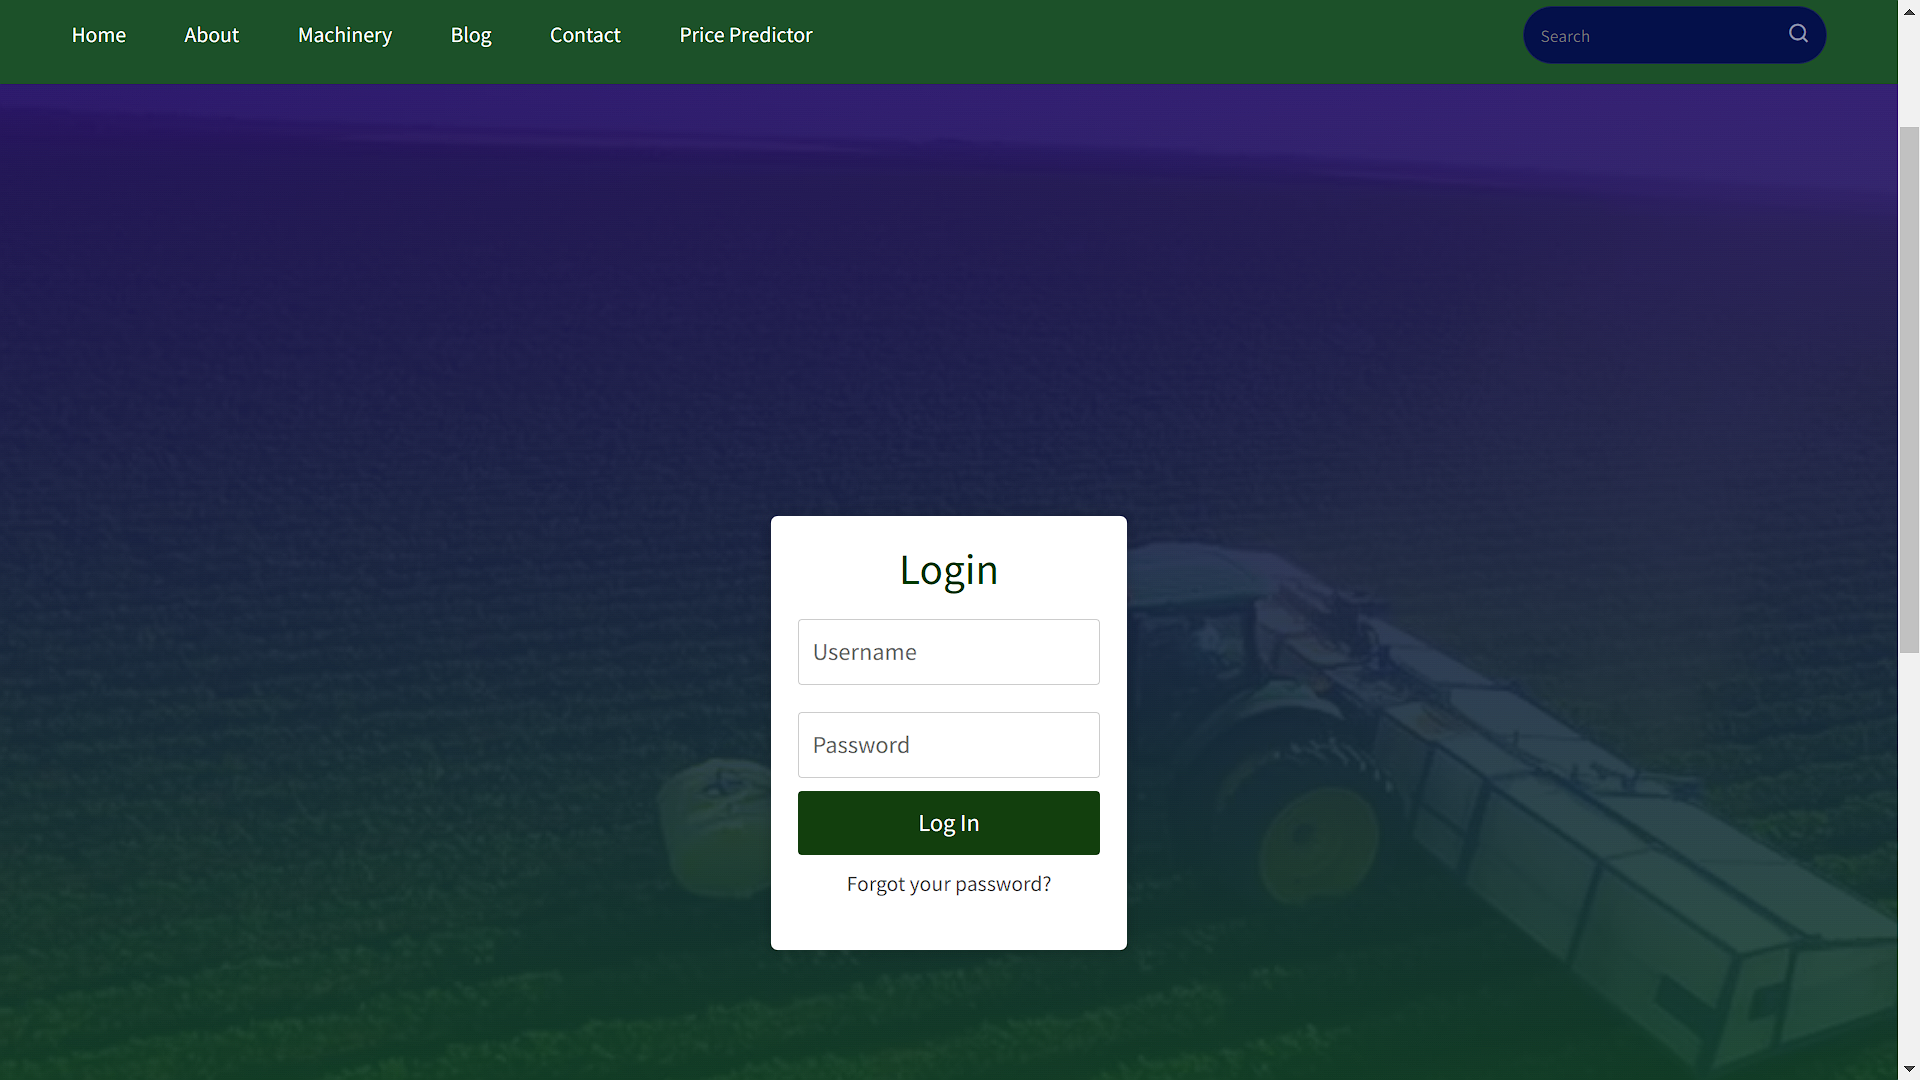 Home About Machinery Blog Contact Price Predictor Search
Login
Username
Password
Log In
Forgot your password?